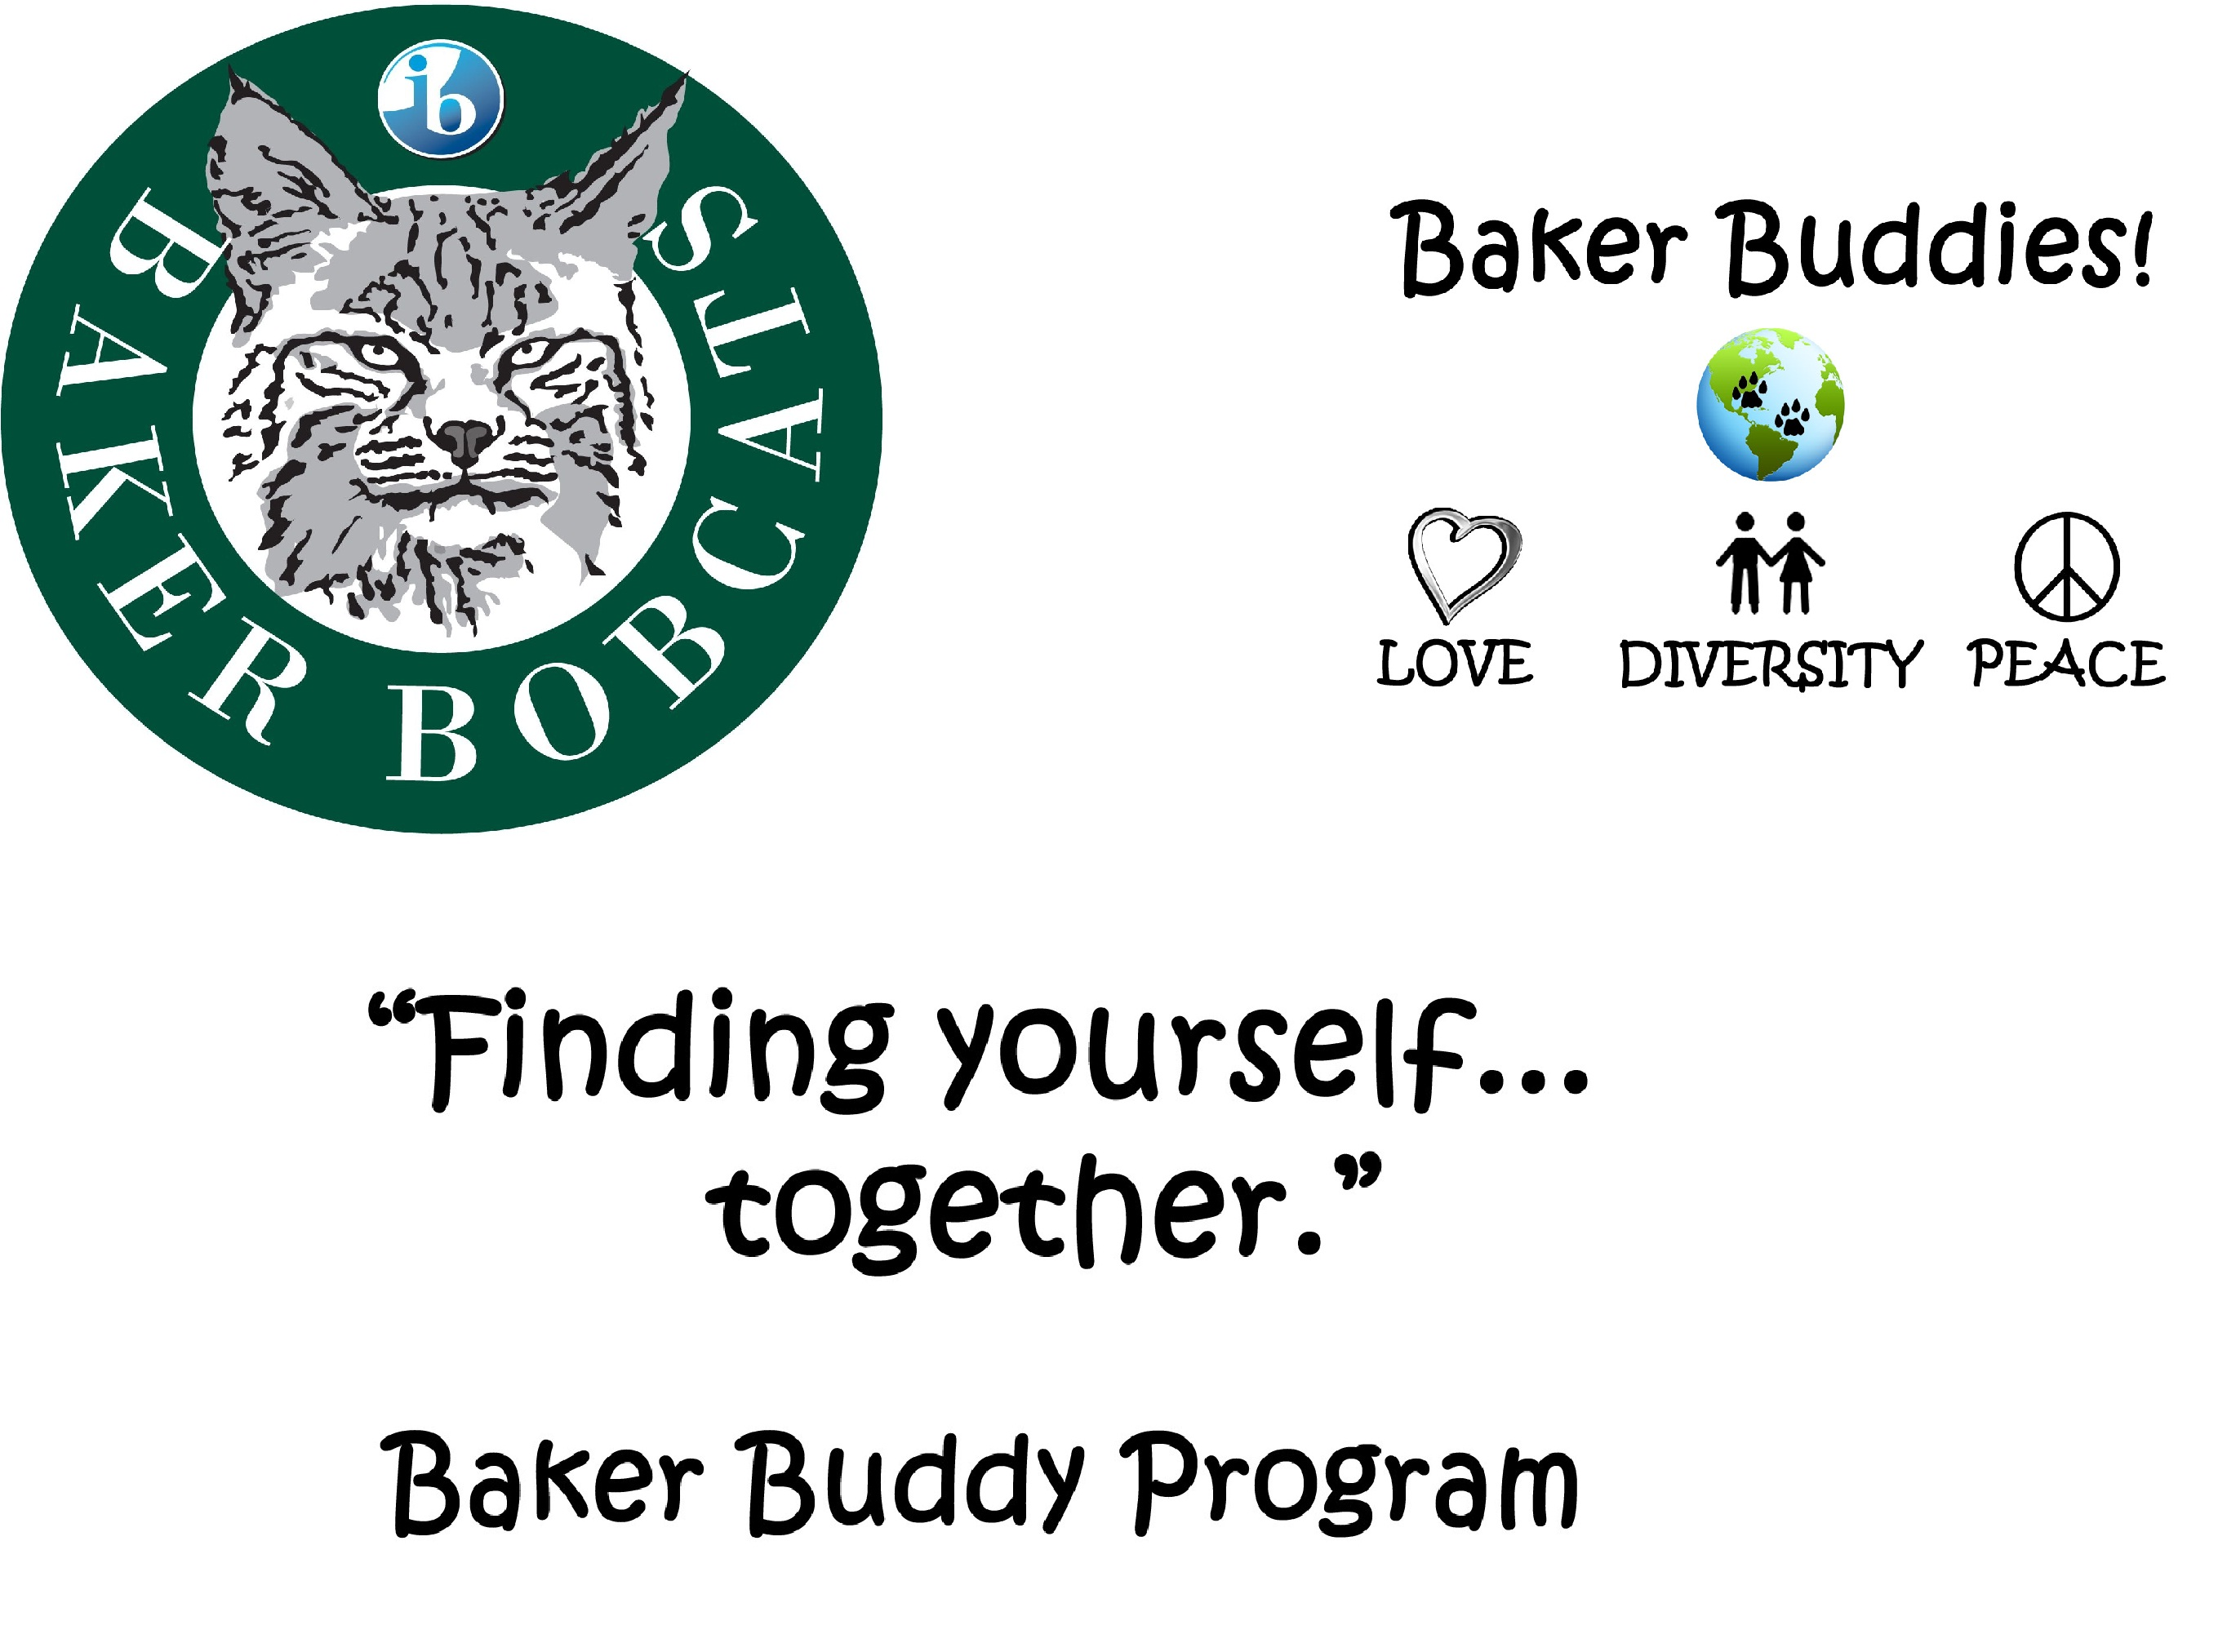 ib
BAKER BOBCATS
Baker Buddies!
LOVE DIVERSITY PEACE
“Finding yourself...
together.”
Baker Buddy Program